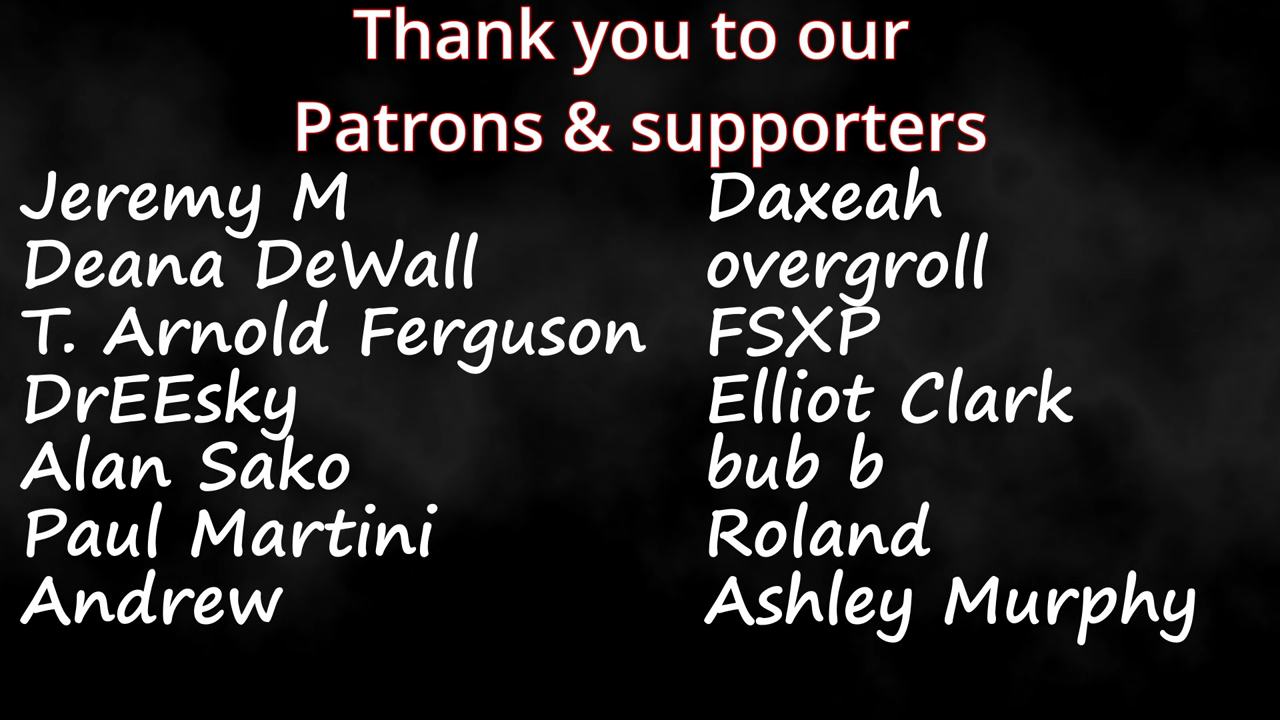 Thank you to our
Patrons & supporters
Jeremy M
Deana DeWall
T. Arnold Ferguson
DrEEsky
Alan Sako
Paul Martini
Andrew
Daxeah
overgroll
FSXP
Elliot Clark
bub b
Roland
Ashley Murphy